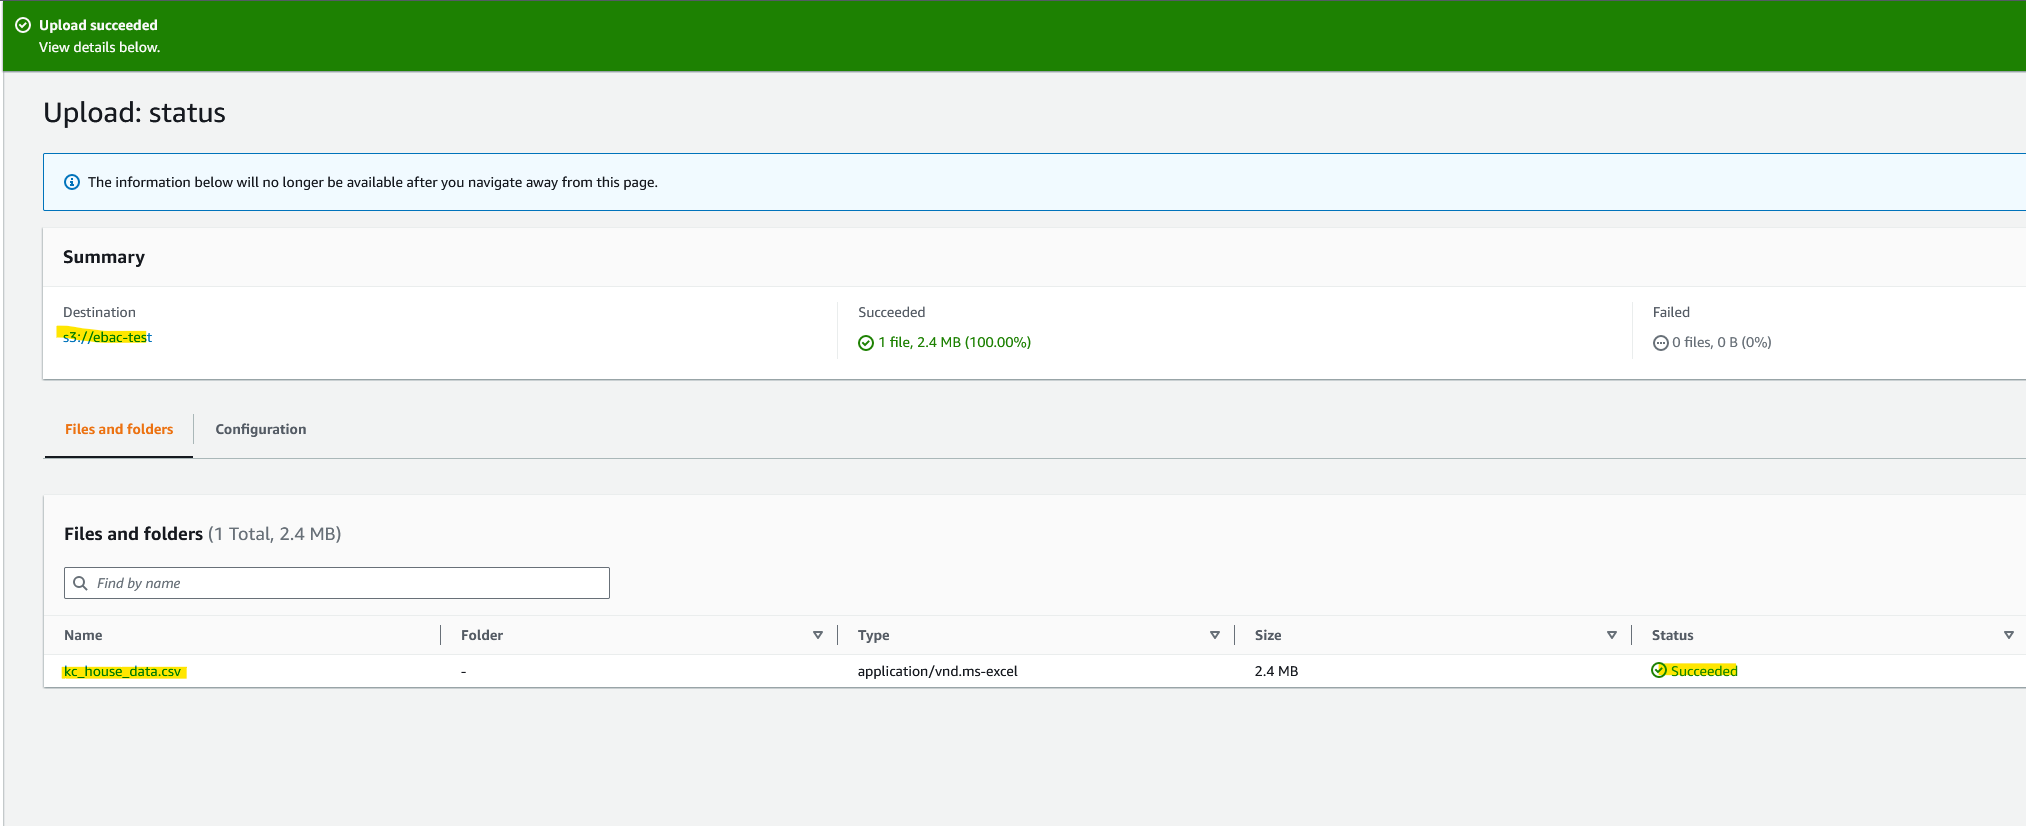 Upload succeeded
View details below.
Upload: status
The information below will no longer be available after you navigate away from this page.
Summary
Destination
s3://ebac-test
Succeeded
1 file, 2.4 MB (100.00%)
Failed
0 files, 0 B (0%)
Files and folders
Configuration
Files and folders (1 Total, 2.4 MB)
Find by name
Name Folder Type Size Status
kc_house_data.csv - application/vnd.ms-excel 2.4 MB Succeeded